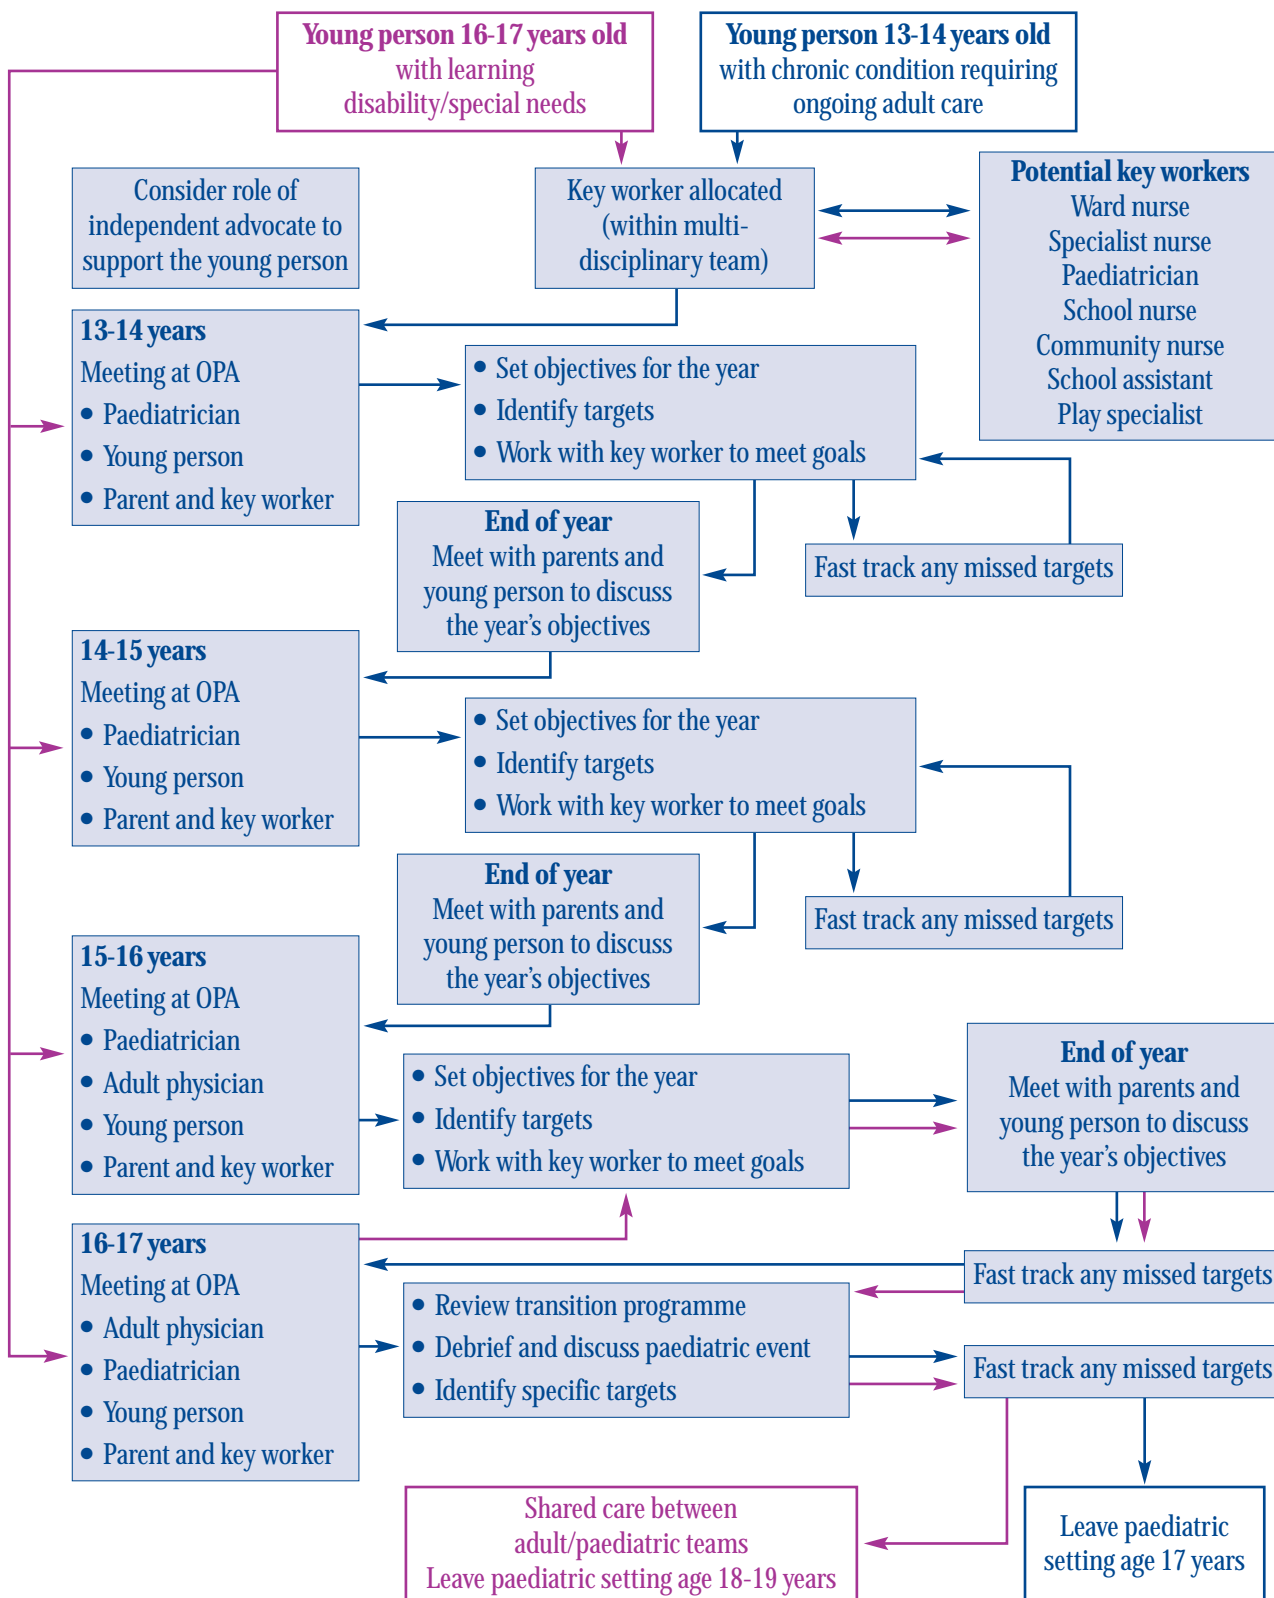 Young person 16-17 years old
with learning
disability/special needs
Young person 13-14 years old
with chronic condition requiring
ongoing adult care
Consider role of
independent advocate to
support the young person
Key worker allocated
(within multi-
disciplinary team)
Potential key workers
Ward nurse
Specialist nurse
Paediatrician
School nurse
Community nurse
School assistant
Play specialist
13-14 years
Meeting at OPA
• Paediatrician
• Young person
• Parent and key worker
• Set objectives for the year
• Identify targets
• Work with key worker to meet goals
End of year
Meet with parents and
young person to discuss
the year's objectives
Fast track any missed targets
14-15 years
Meeting at OPA
• Paediatrician
• Young person
• Parent and key worker
• Set objectives for the year
• Identify targets
• Work with key worker to meet goals
End of year
Meet with parents and
young person to discuss
the year's objectives
Fast track any missed targets
15-16 years
Meeting at OPA
• Paediatrician
• Adult physician
• Young person
• Parent and key worker
• Set objectives for the year
• Identify targets
• Work with key worker to meet goals
End of year
Meet with parents and
young person to discuss
the year's objectives
Fast track any missed targets
16-17 years
Meeting at OPA
• Adult physician
• Paediatrician
• Young person
• Parent and key worker
• Review transition programme
• Debrief and discuss paediatric event
• Identify specific targets
Fast track any missed targets
Shared care between
adult/paediatric teams
Leave paediatric setting age 18-19 years
Leave paediatric
setting age 17 years